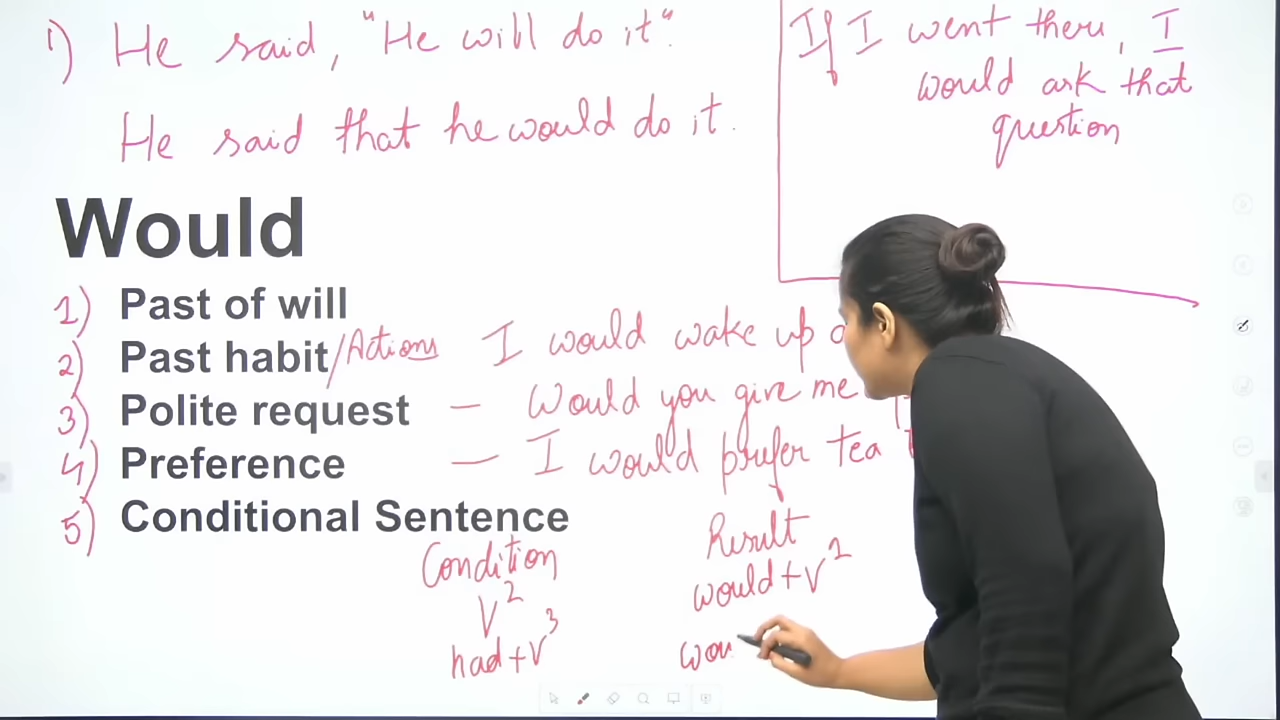 1) He said, "He will do it".
He said that he would do it.
If I went there, I
would ask that
question
Would
1) Past of will
2) Past habit/Actions I would wake up
3) Polite request — Would you give me
4) Preference — I would prefer tea
5) Conditional Sentence
Condition Result
V² would+V¹
had+V³ wou